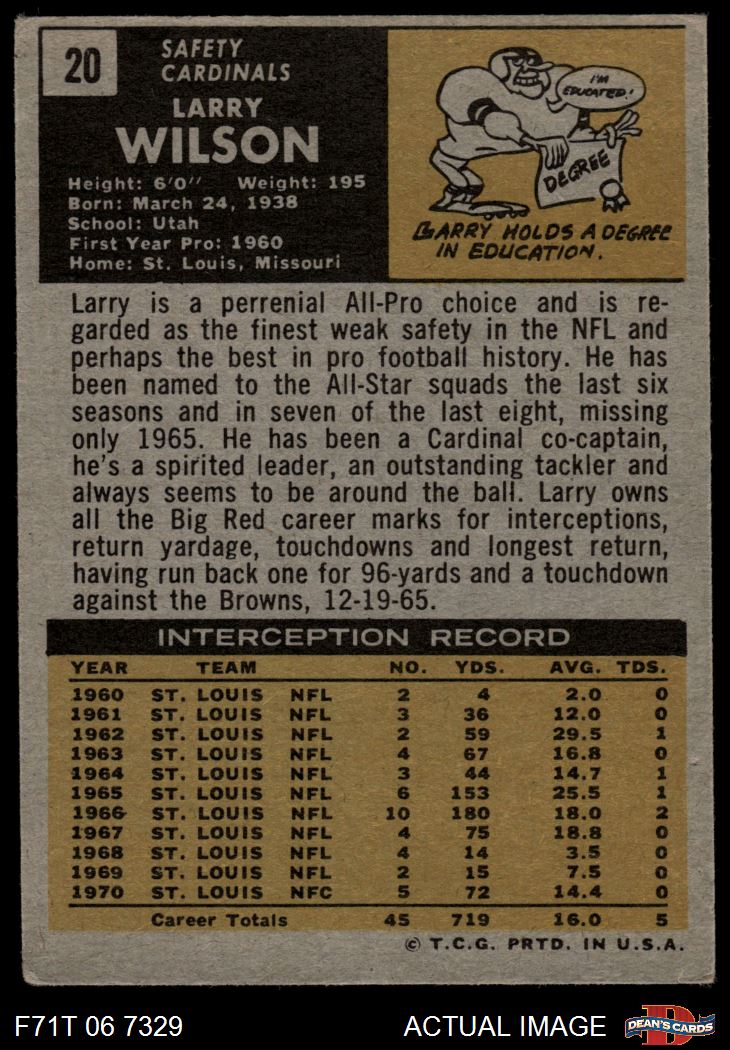 20
SAFETY
CARDINALS
LARRY
WILSON
Height: 6'0" Weight: 195
Born: March 24, 1938
School: Utah
First Year Pro: 1960
Home: St. Louis, Missouri
I'M
EDUCATED!
DEGREE
LARRY HOLDS A DEGREE
IN EDUCATION.
Larry is a perrenial All-Pro choice and is re-
garded as the finest weak safety in the NFL and
perhaps the best in pro football history. He has
been named to the All-Star squads the last six
seasons and in seven of the last eight, missing
only 1965. He has been a Cardinal co-captain,
he's a spirited leader, an outstanding tackler and
always seems to be around the ball. Larry owns
all the Big Red career marks for interceptions,
return yardage, touchdowns and longest return,
having run back one for 96-yards and a touchdown
against the Browns, 12-19-65.
INTERCEPTION RECORD
YEAR TEAM NO. YDS. AVG. TDS.
1960 ST. LOUIS NFL 2 4 2.0 0
1961 ST. LOUIS NFL 3 36 12.0 0
1962 ST. LOUIS NFL 2 59 29.5 1
1963 ST. LOUIS NFL 4 67 16.8 0
1964 ST. LOUIS NFL 3 44 14.7 1
1965 ST. LOUIS NFL 6 153 25.5 1
1966 ST. LOUIS NFL 10 180 18.0 2
1967 ST. LOUIS NFL 4 75 18.8 0
1968 ST. LOUIS NFL 4 14 3.5 0
1969 ST. LOUIS NFL 2 15 7.5 0
1970 ST. LOUIS NFC 5 72 14.4 0
Career Totals 45 719 16.0 5
© T.C.G. PRTD. IN U.S.A.
F71T 06 7329 ACTUAL IMAGE D DEAN'S CARDS